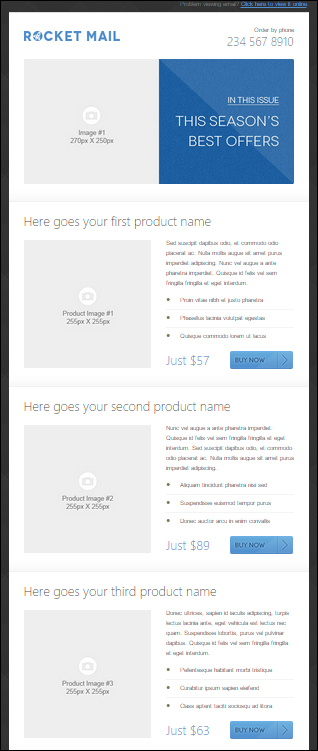 Problem viewing email? Click here to view it online
ROCKET MAIL
Order by phone
234 567 8910
Image #1
270px X 250px
IN THIS ISSUE
THIS SEASON'S
BEST OFFERS
Here goes your first product name
Product Image #1
255px X 255px
Sed suscipit dapibus odio, et commodo odio
placerat ac. Nulla mollis augue sit amet purus
imperdiet adipiscing. Nunc vel augue a ante
pharetra imperdiet. Quisque id felis vel sem
fringilla fringilla et eget interdum.
• Proin vitae nibh et justo pharetra
• Phasellus lacinia volutpat egestas
• Quisque commodo lorem ut lacus
Just $57
BUY NOW
Here goes your second product name
Product Image #2
255px X 255px
Nunc vel augue a ante pharetra imperdiet.
Quisque id felis vel sem fringilla fringilla et eget
interdum. Sed suscipit dapibus odio, et commodo
odio placerat ac. Nulla mollis augue sit amet purus
imperdiet adipiscing.
• Aliquam tincidunt pharetra nisi sed
• Suspendisse euismod tempor purus
• Donec auctor arcu in enim convallis
Just $89
BUY NOW
Here goes your third product name
Product Image #3
255px X 255px
Donec ultrices, sapien id iaculis adipiscing, turpis
lectus lacinia ante, eget vehicula est lectus nec
quam. Suspendisse lobortis, purus vel pulvinar
dapibus. Quisque id felis vel sem fringilla fringilla et
eget interdum.
• Pellentesque habitant morbi tristique
• Curabitur ipsum sapien eleifend
• Class aptent taciti sociosqu ad litora
Just $63
BUY NOW